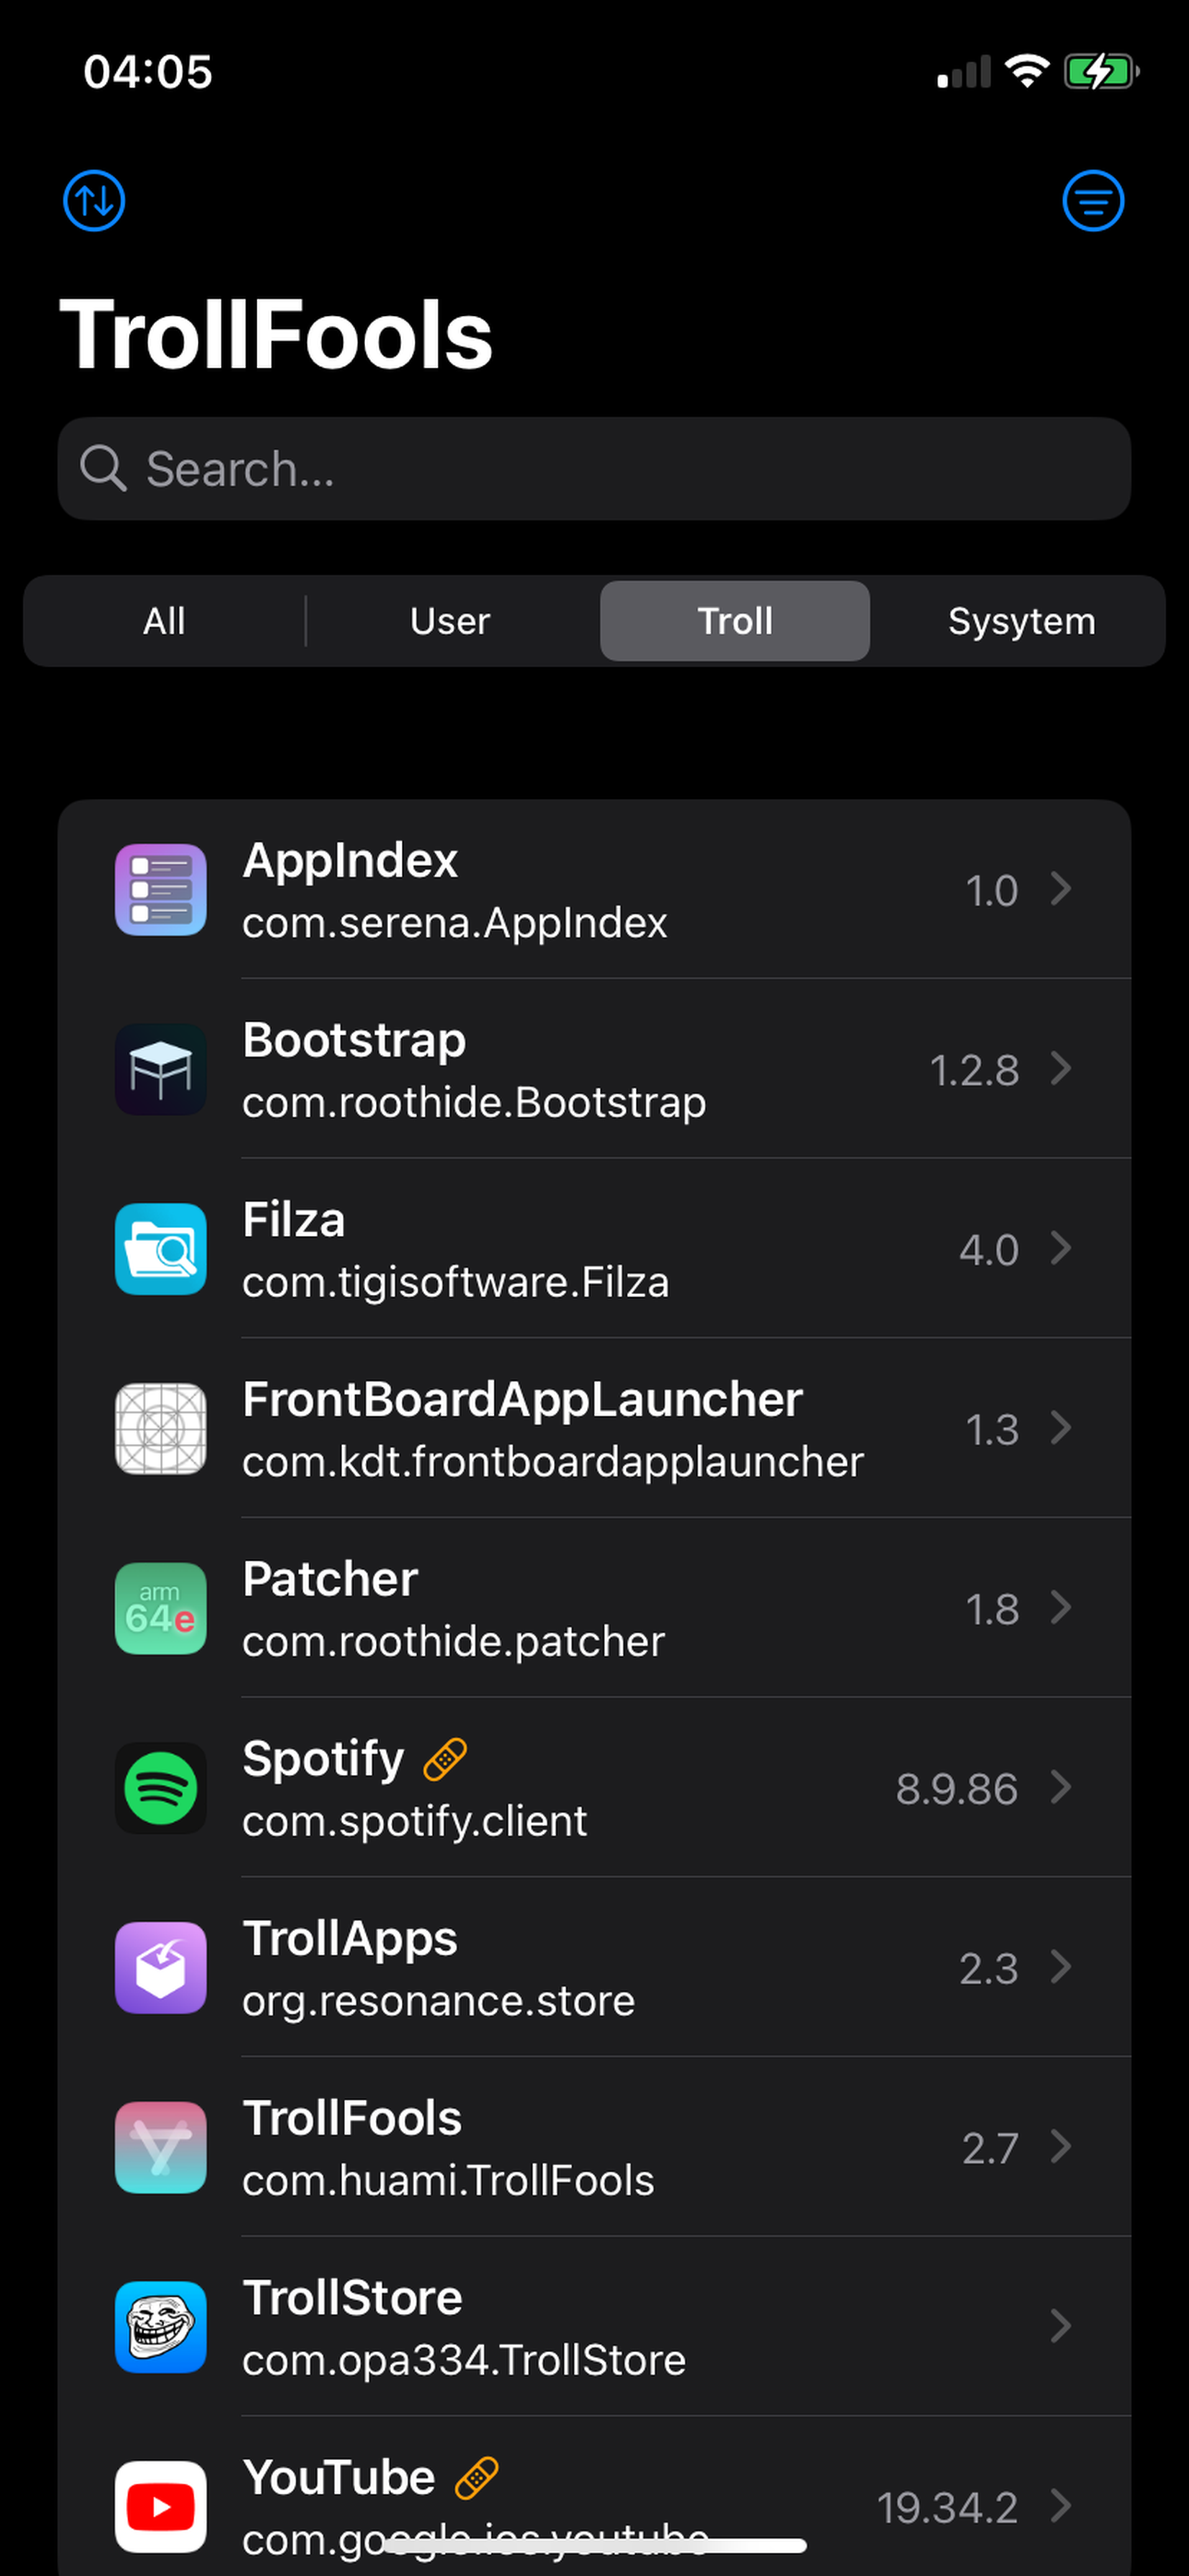 04:05
TrollFools
Search...
All
User
Troll
Sysytem
AppIndex
1.0
com.serena.AppIndex
Bootstrap
1.2.8
com.roothide.Bootstrap
Filza
4.0
com.tigisoftware.Filza
FrontBoardAppLauncher
1.3
com.kdt.frontboardapplauncher
arm
64e
Patcher
1.8
com.roothide.patcher
Spotify
8.9.86
com.spotify.client
TrollApps
2.3
org.resonance.store
TrollFools
2.7
com.huami.TrollFools
TrollStore
com.opa334.TrollStore
YouTube
19.34.2
com.google.ios.youtube